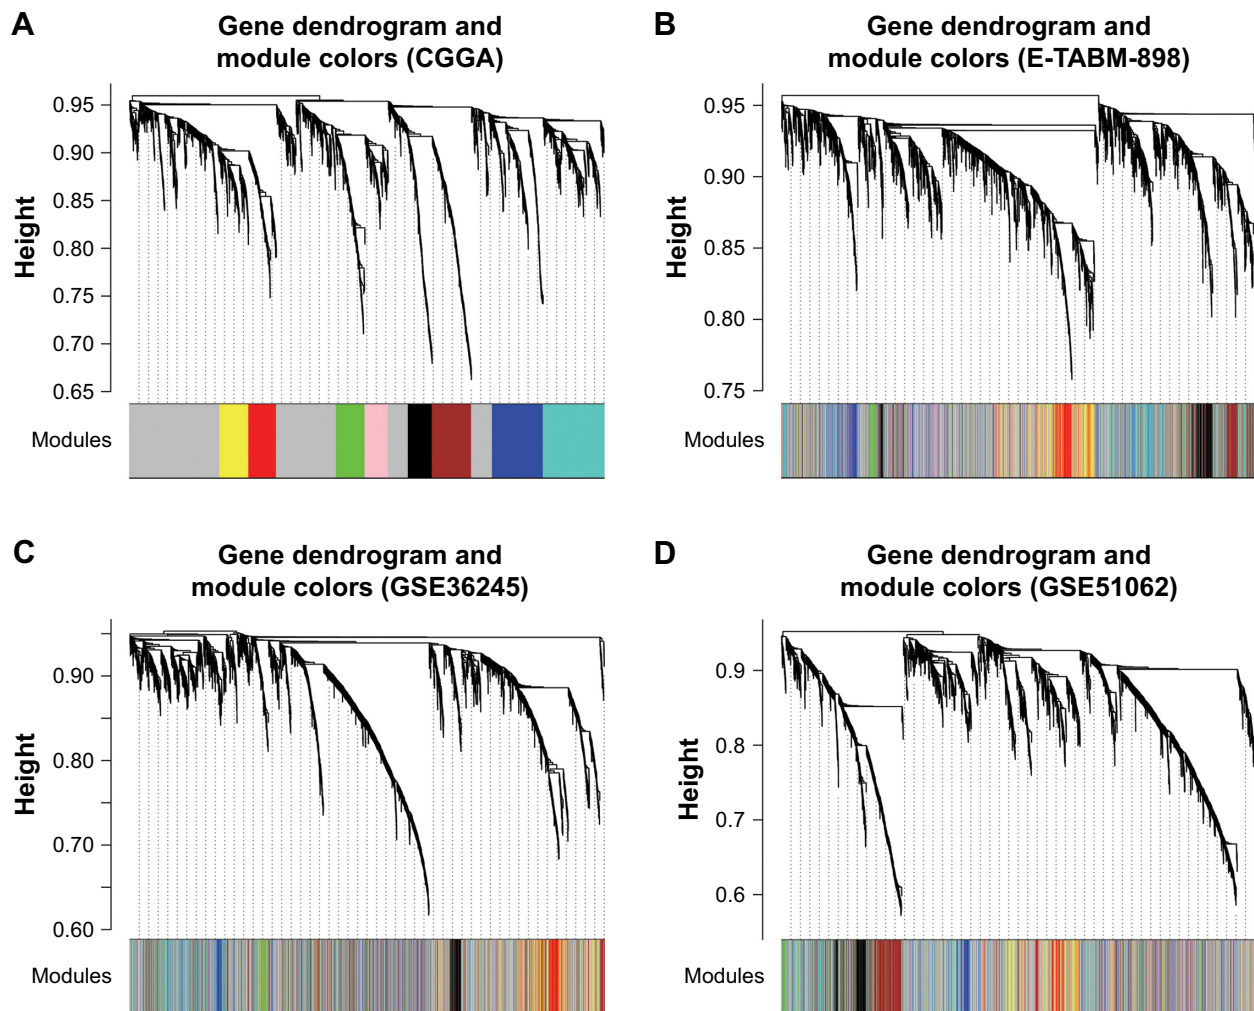 A
Gene dendrogram and
module colors (CGGA)
Height
0.95
0.90
0.85
0.80
0.75
0.70
0.65
Modules
B
Gene dendrogram and
module colors (E-TABM-898)
Height
0.95
0.90
0.85
0.80
0.75
Modules
C
Gene dendrogram and
module colors (GSE36245)
Height
0.90
0.80
0.70
0.60
Modules
D
Gene dendrogram and
module colors (GSE51062)
Height
0.9
0.8
0.7
0.6
Modules